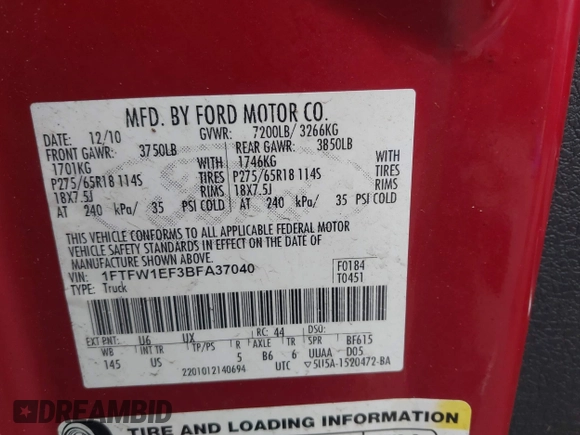 MFD. BY FORD MOTOR CO.
DATE: 12/10 GVWR: 7200LB/ 3266KG
FRONT GAWR: 3750LB REAR GAWR: 3850LB
1701KG WITH 1746KG WITH
P275/65R18 114S TIRES P275/65R18 114S TIRES
18X7.5J RIMS 18X7.5J RIMS
AT 240 kPa/ 35 PSI COLD AT 240 kPa/ 35 PSI COLD
THIS VEHICLE CONFORMS TO ALL APPLICABLE FEDERAL MOTOR
VEHICLE SAFETY STANDARDS IN EFFECT ON THE DATE OF
MANUFACTURE SHOWN ABOVE.
VIN: 1FTFW1EF3BFA37040 F0184
TYPE: Truck T0451
EXT PNT: U6 UX RC: 44 DSO:
WB INT TR TP/PS R AXLE TR SPR BF615
145 US 5 B6 6 UUAA D05
2201012140694 UTC 5U5A-1520472-BA
TIRE AND LOADING INFORMATION
DREAMBID